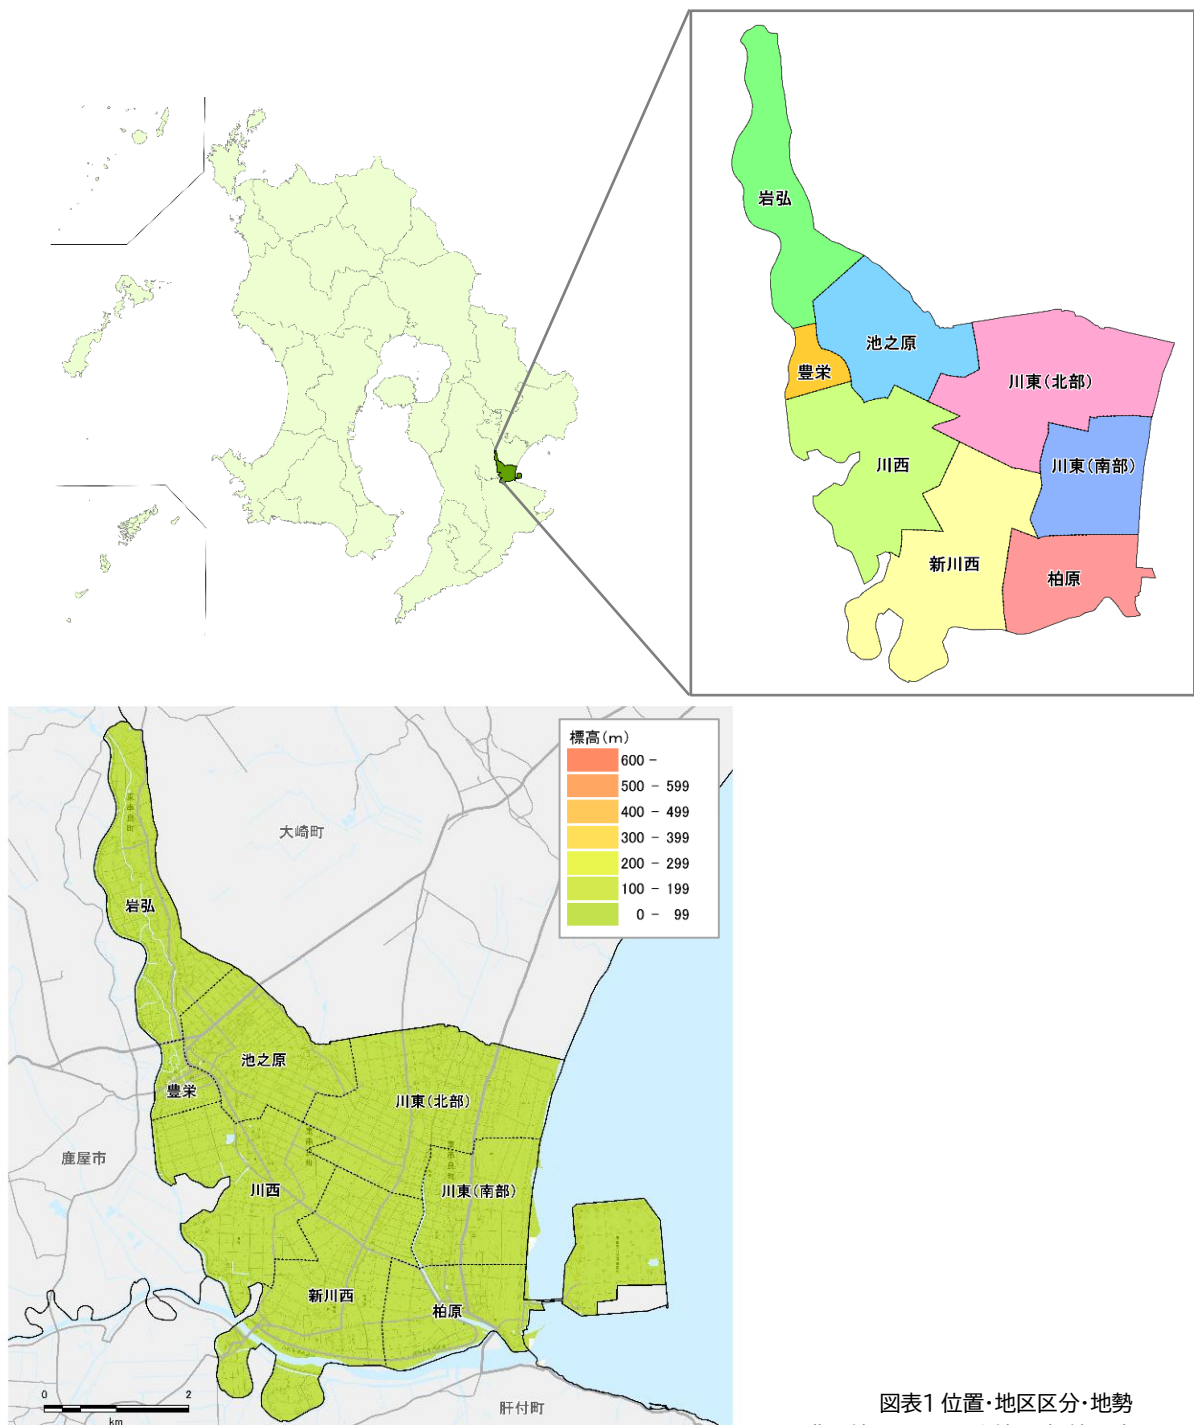 岩弘
池之原
豊栄
川東(北部)
川西
川東(南部)
新川西
柏原
標高(m)
600 -
500 - 599
400 - 499
300 - 399
200 - 299
100 - 199
0 - 99
大崎町
東串良町
岩弘
池之原
豊栄
川東(北部)
鹿屋市
川西
川東(南部)
新川西
柏原
肝付町
0 2
km
図表1 位置・地区区分・地勢